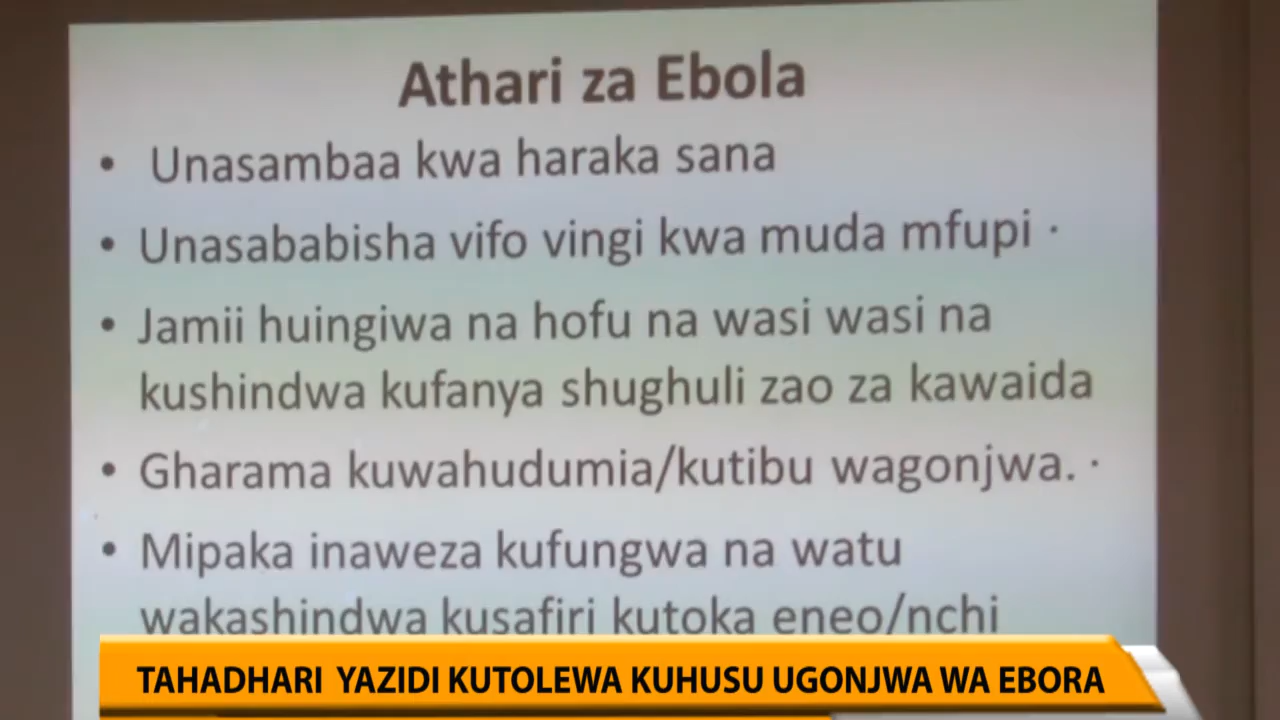 Athari za Ebola
• Unasambaa kwa haraka sana
• Unasababisha vifo vingi kwa muda mfupi ·
• Jamii huingiwa na hofu na wasi wasi na
kushindwa kufanya shughuli zao za kawaida
• Gharama kuwahudumia/kutibu wagonjwa. ·
• Mipaka inaweza kufungwa na watu
wakashindwa kusafiri kutoka eneo/nchi
TAHADHARI YAZIDI KUTOLEWA KUHUSU UGONJWA WA EBORA